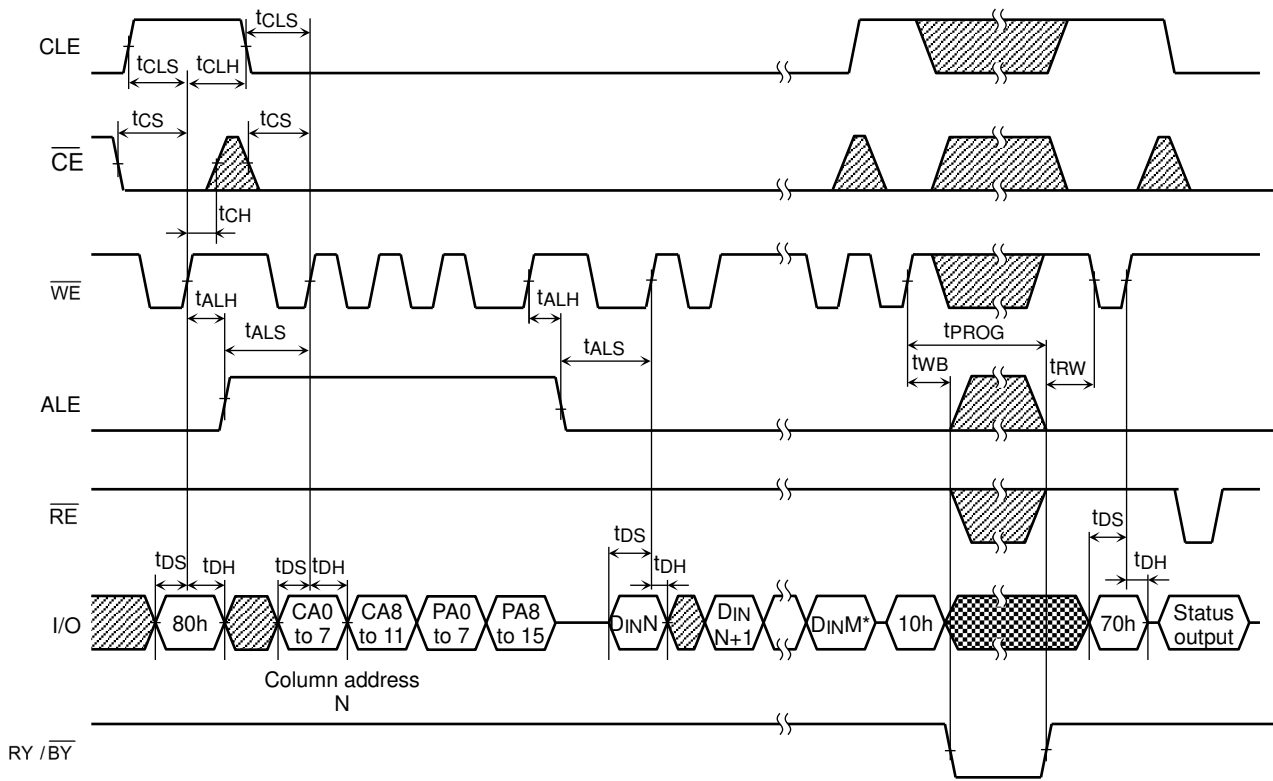 CLE
tCLS
tCLS
tCLH
CE
tCS
tCS
tCH
WE
tALH
tALS
tALH
tALS
tPROG
tWB
tRW
ALE
RE
I/O
tDS
tDH
tDS
tDH
tDS
tDH
tDS
tDH
80h
CA0 to 7
CA8 to 11
PA0 to 7
PA8 to 15
DINN
DIN N+1
DINM*
10h
70h
Status output
Column address
N
RY / BY